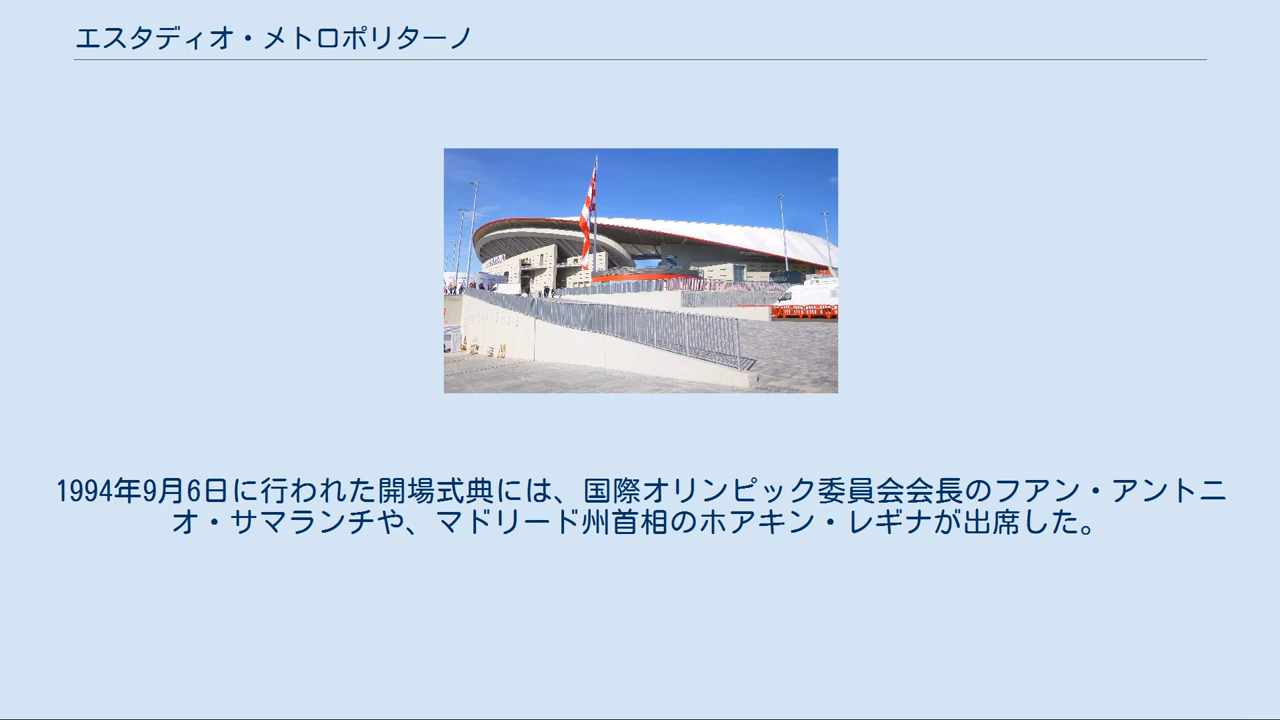 エスタディオ・メトロポリターノ
1994年9月6日に行われた開場式典には、国際オリンピック委員会会長のフアン・アントニ
オ・サマランチや、マドリード州首相のホアキン・レギナが出席した。